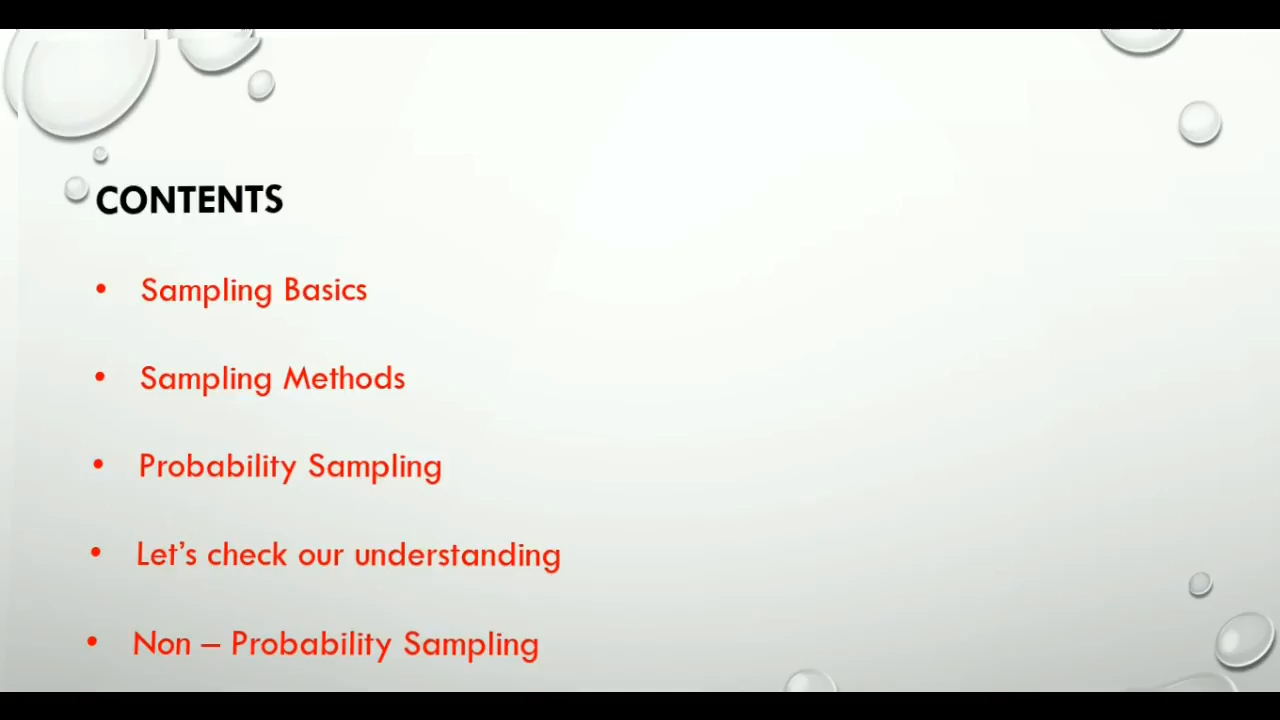 CONTENTS
• Sampling Basics
• Sampling Methods
• Probability Sampling
• Let’s check our understanding
• Non – Probability Sampling